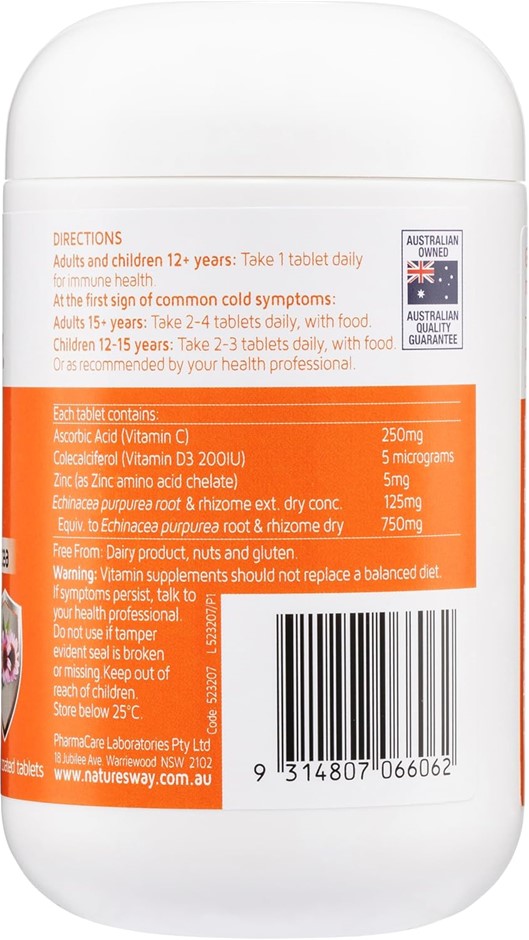 DIRECTIONS
Adults and children 12+ years: Take 1 tablet daily
for immune health.
At the first sign of common cold symptoms:
Adults 15+ years: Take 2-4 tablets daily, with food.
Children 12-15 years: Take 2-3 tablets daily, with food.
Or as recommended by your health professional.
AUSTRALIAN
OWNED
AUSTRALIAN
QUALITY
GUARANTEE
Each tablet contains:
Ascorbic Acid (Vitamin C) 250mg
Colecalciferol (Vitamin D3 200IU) 5 micrograms
Zinc (as Zinc amino acid chelate) 5mg
Echinacea purpurea root & rhizome ext. dry conc. 125mg
Equiv. to Echinacea purpurea root & rhizome dry 750mg
Free From: Dairy product, nuts and gluten.
Warning: Vitamin supplements should not replace a balanced diet.
If symptoms persist, talk to
your health professional.
Do not use if tamper
evident seal is broken
or missing. Keep out of
reach of children.
Store below 25°C.
PharmaCare Laboratories Pty Ltd
18 Jubilee Ave. Warriewood NSW 2102
www.naturesway.com.au
Code 523207 L 523207/P1
9 314807 066062
tablets